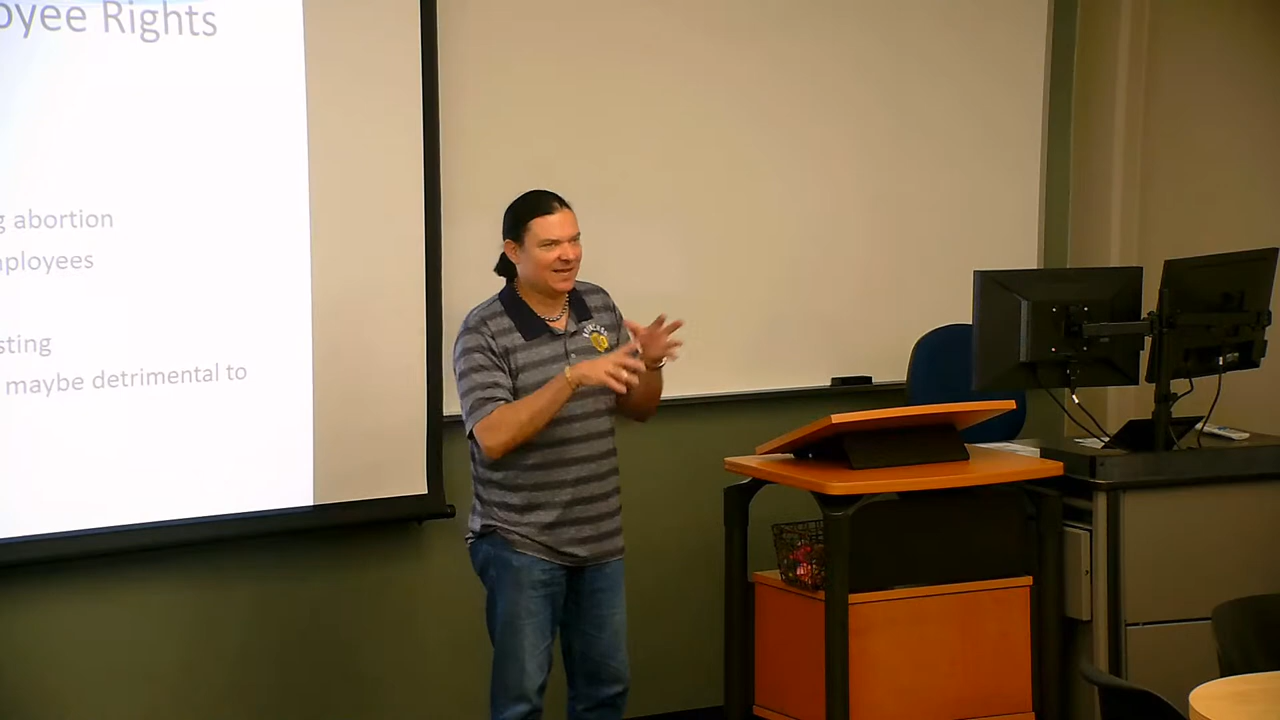 oyee Rights
g abortion
ployees
sting
maybe detrimental to